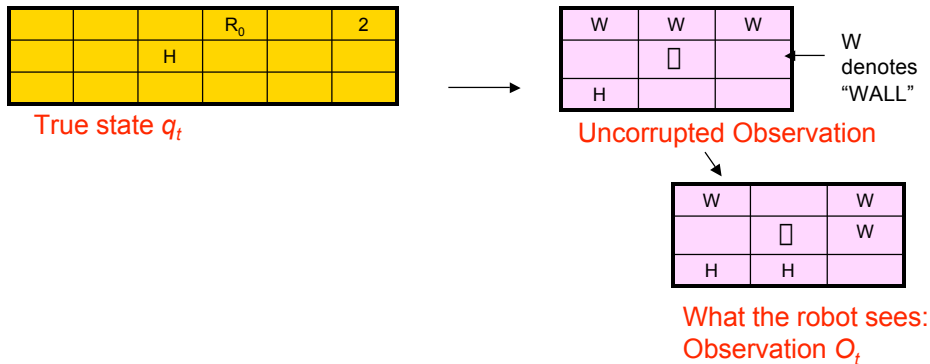 R₀ 2
H
True state qₜ
W W W
▯
H
W
denotes
“WALL”
Uncorrupted Observation
W W
▯ W
H H
What the robot sees:
Observation Oₜ